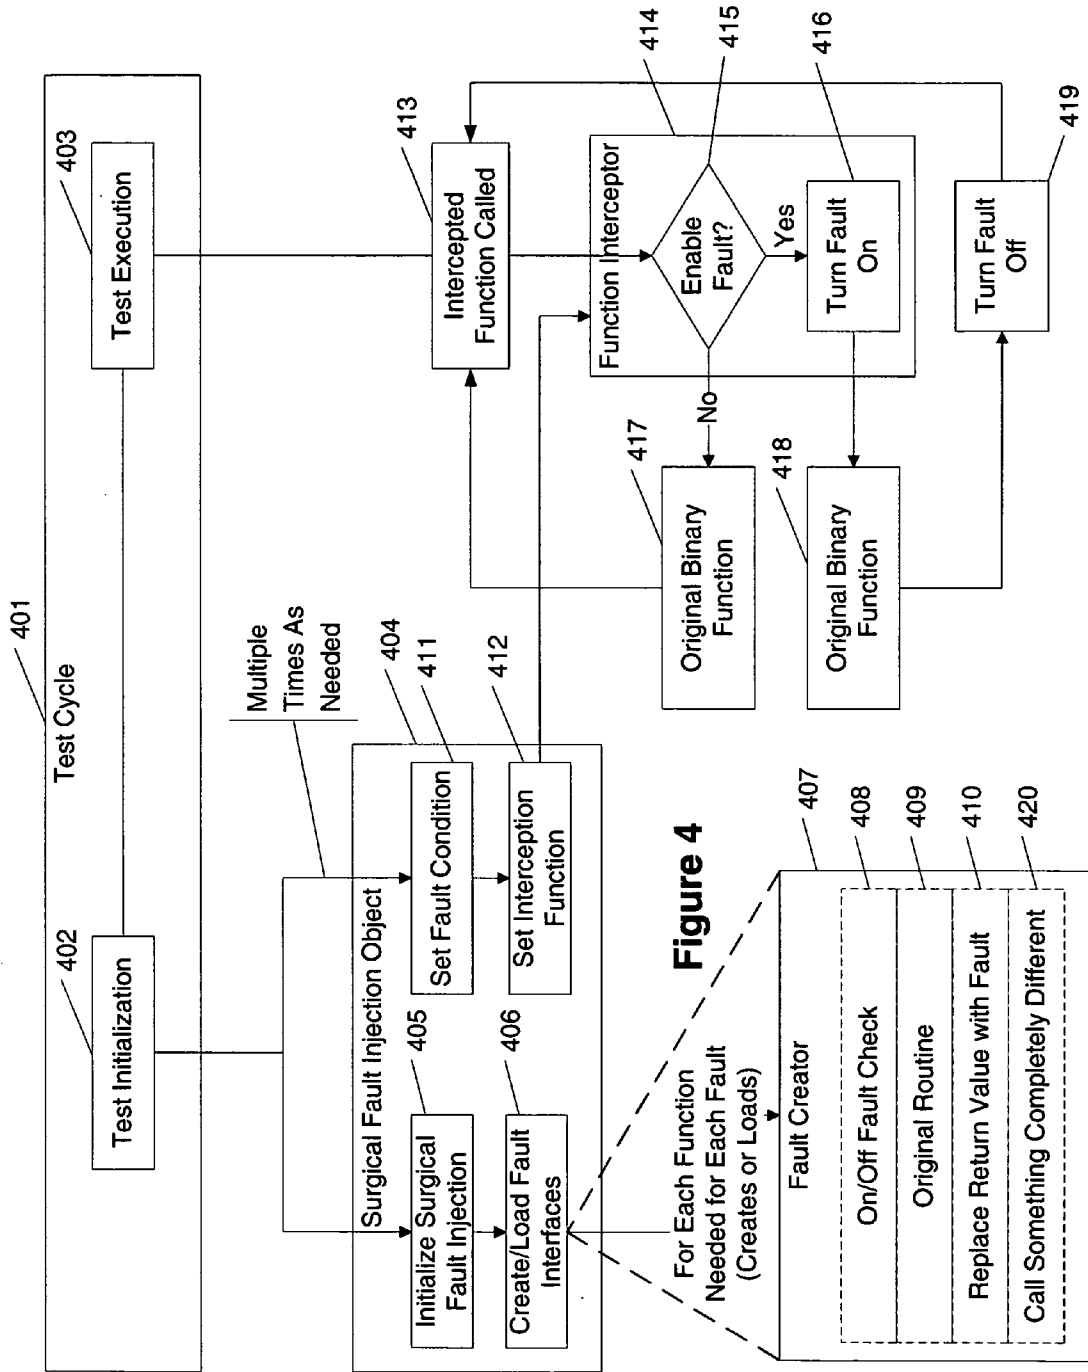 401
Test Cycle
402
Test Initialization
403
Test Execution
Multiple
Times As
Needed
404
Surgical Fault Injection Object
405
Initialize Surgical
Fault Injection
406
Create/Load Fault
Interfaces
411
Set Fault Condition
412
Set Interception
Function
413
Intercepted
Function Called
414
Function Interceptor
415
Enable
Fault?
Yes
No
416
Turn Fault
On
417
Original Binary
Function
418
Original Binary
Function
419
Turn Fault
Off
For Each Function
Needed for Each Fault
(Creates or Loads)
Figure 4
407
Fault Creator
408
On/Off Fault Check
409
Original Routine
410
Replace Return Value with Fault
420
Call Something Completely Different